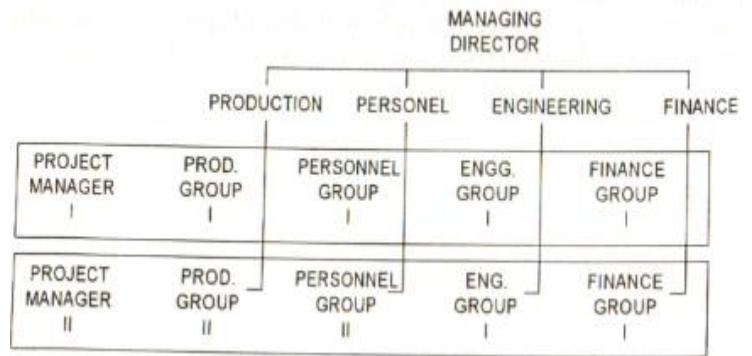 MANAGING
DIRECTOR
PRODUCTION PERSONEL ENGINEERING FINANCE
PROJECT PROD. PERSONNEL ENGG. FINANCE
MANAGER GROUP GROUP GROUP GROUP
I I I I I
PROJECT PROD. PERSONNEL ENG. FINANCE
MANAGER GROUP GROUP GROUP GROUP
II II II I I